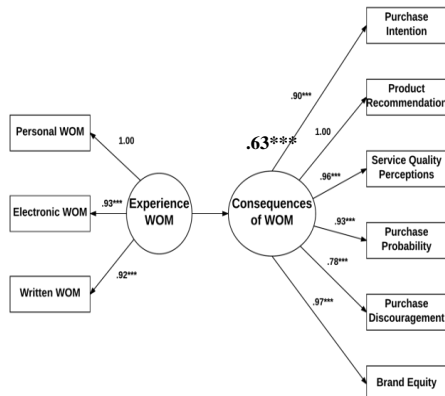 Purchase
Intention
.90***
Product
Recommendation
Personal WOM
1.00
.63***
1.00
Service Quality
Perceptions
.96***
Electronic WOM
.93***
Experience
WOM
Consequences
of WOM
.93***
Purchase
Probability
.92***
.78***
Written WOM
.97***
Purchase
Discouragement
Brand Equity